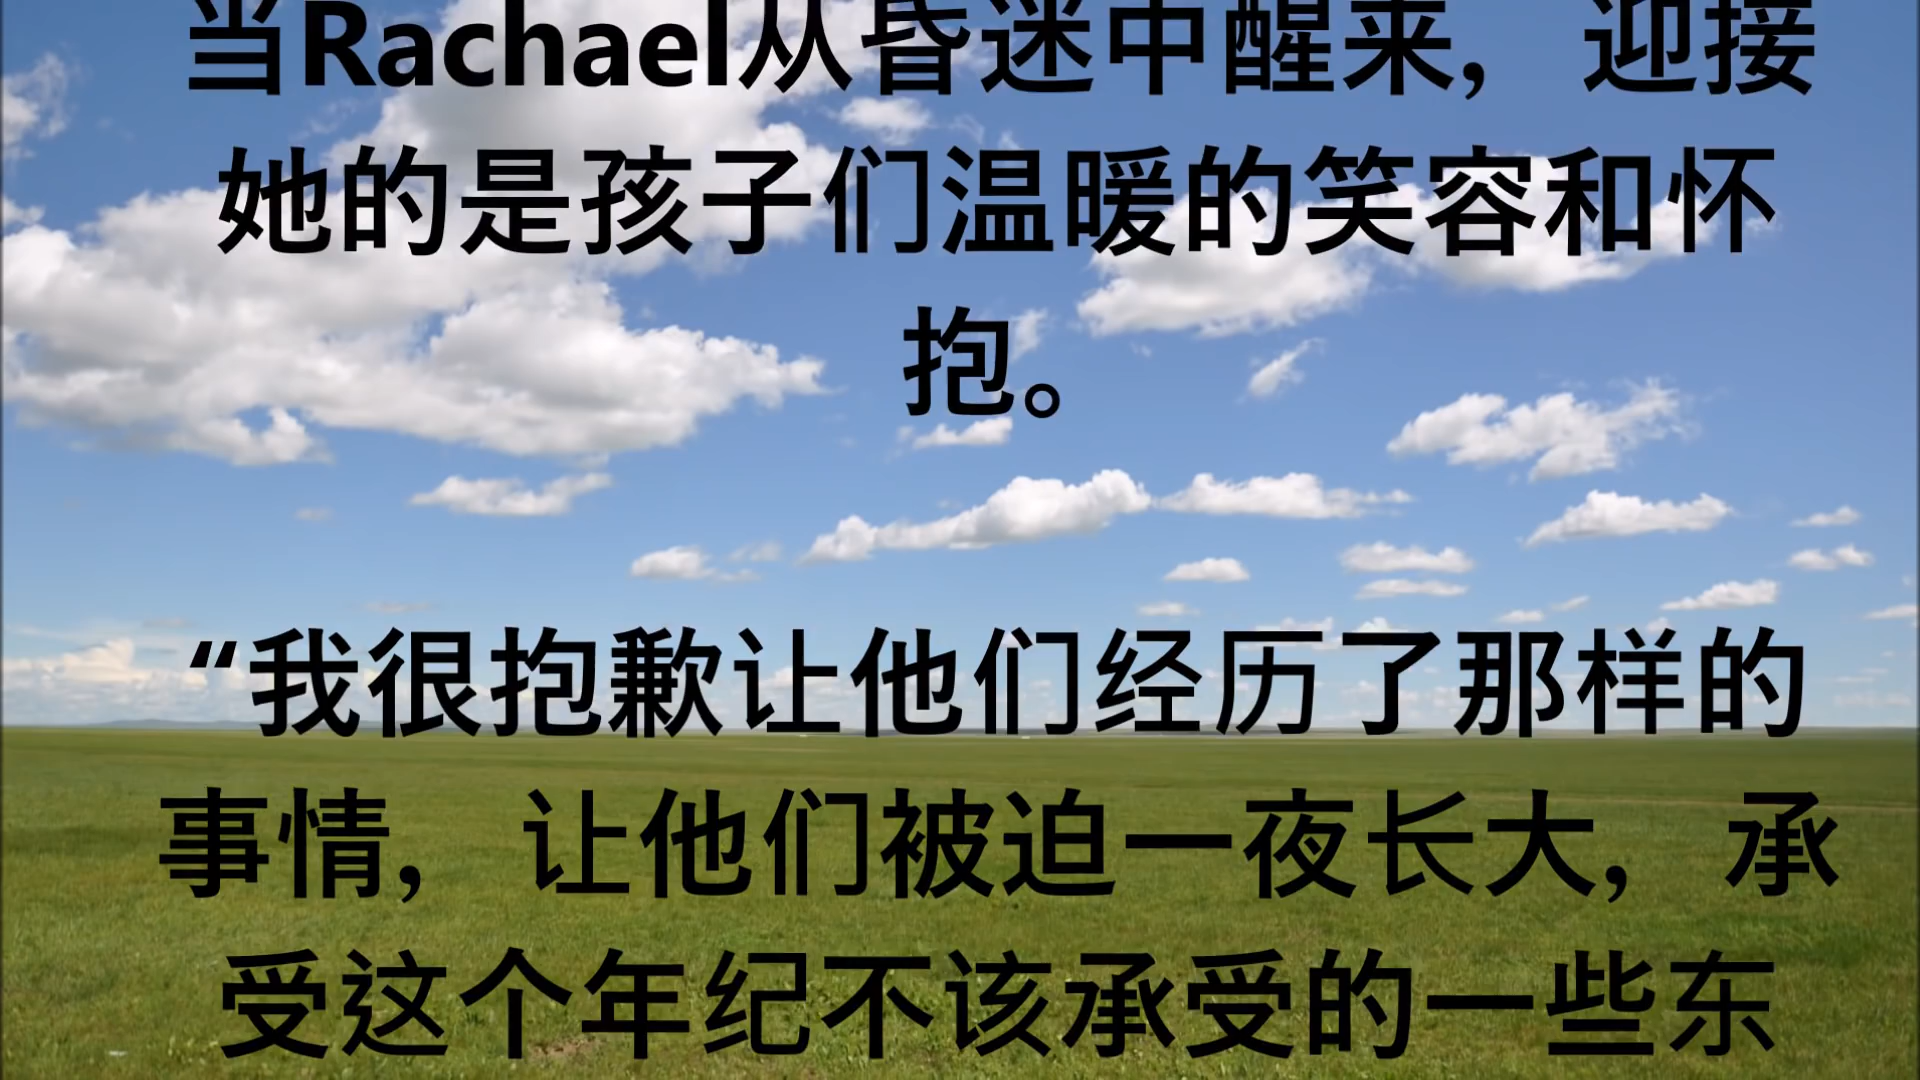 当Rachael从昏迷中醒来，迎接
她的是孩子们温暖的笑容和怀
抱。
“我很抱歉让他们经历了那样的
事情，让他们被迫一夜长大，承
受这个年纪不该承受的一些东